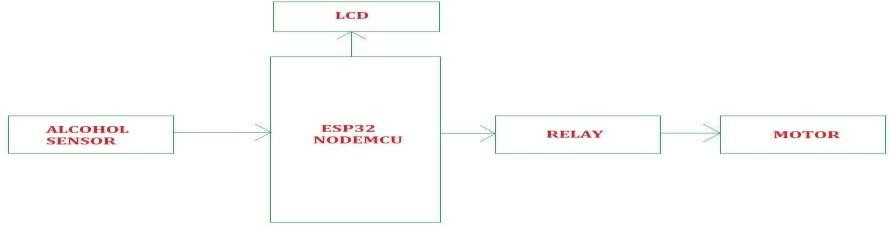 LCD
ALCOHOL
SENSOR
ESP32
NODEMCU
RELAY
MOTOR